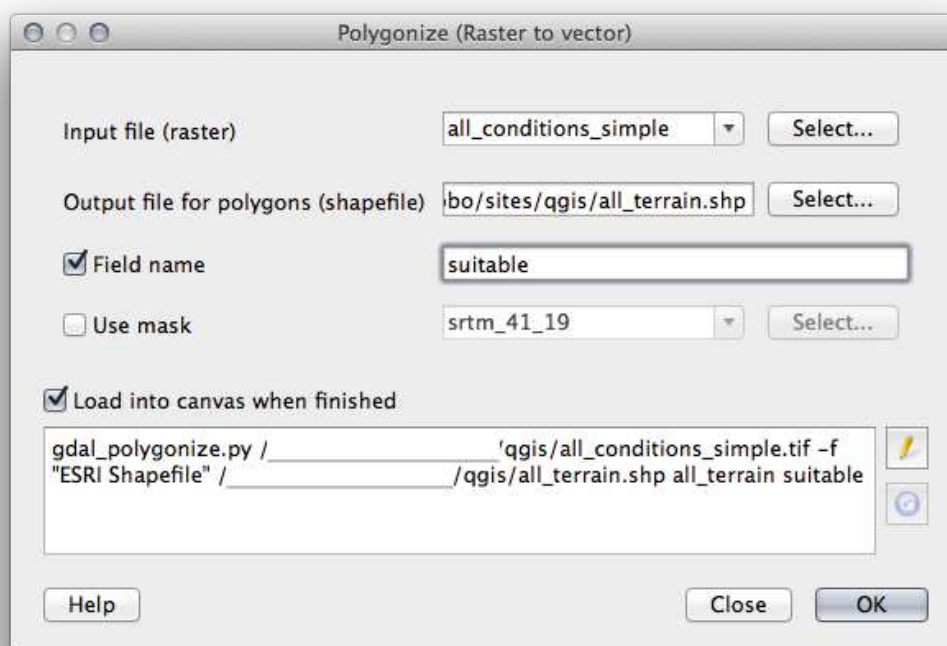 Polygonize (Raster to vector)
Input file (raster) all_conditions_simple Select...
Output file for polygons (shapefile) bo/sites/qgis/all_terrain.shp Select...
Field name suitable
Use mask srtm_41_19 Select...
Load into canvas when finished
gdal_polygonize.py /____________________/qgis/all_conditions_simple.tif -f
"ESRI Shapefile" /____________________/qgis/all_terrain.shp all_terrain suitable
Help Close OK